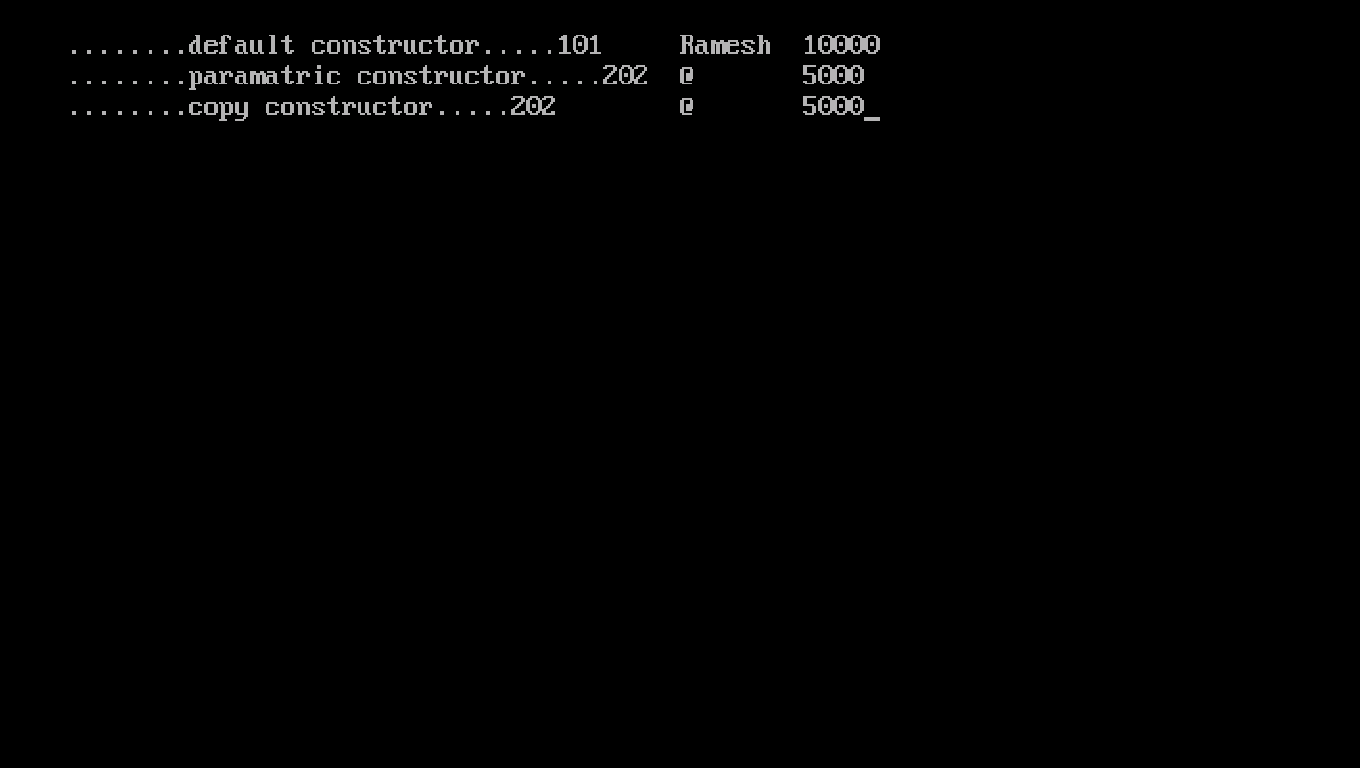 ........default constructor.....101     Ramesh  10000
........paramatric constructor.....202  @       5000
........copy constructor.....202        @       5000_